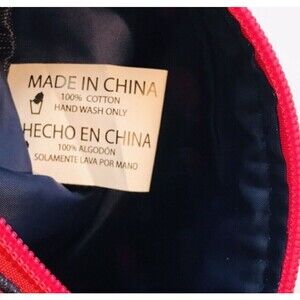 MADE IN CHINA
100% COTTON
HAND WASH ONLY
HECHO EN CHINA
100% ALGODÓN
SOLAMENTE LAVA POR MANO